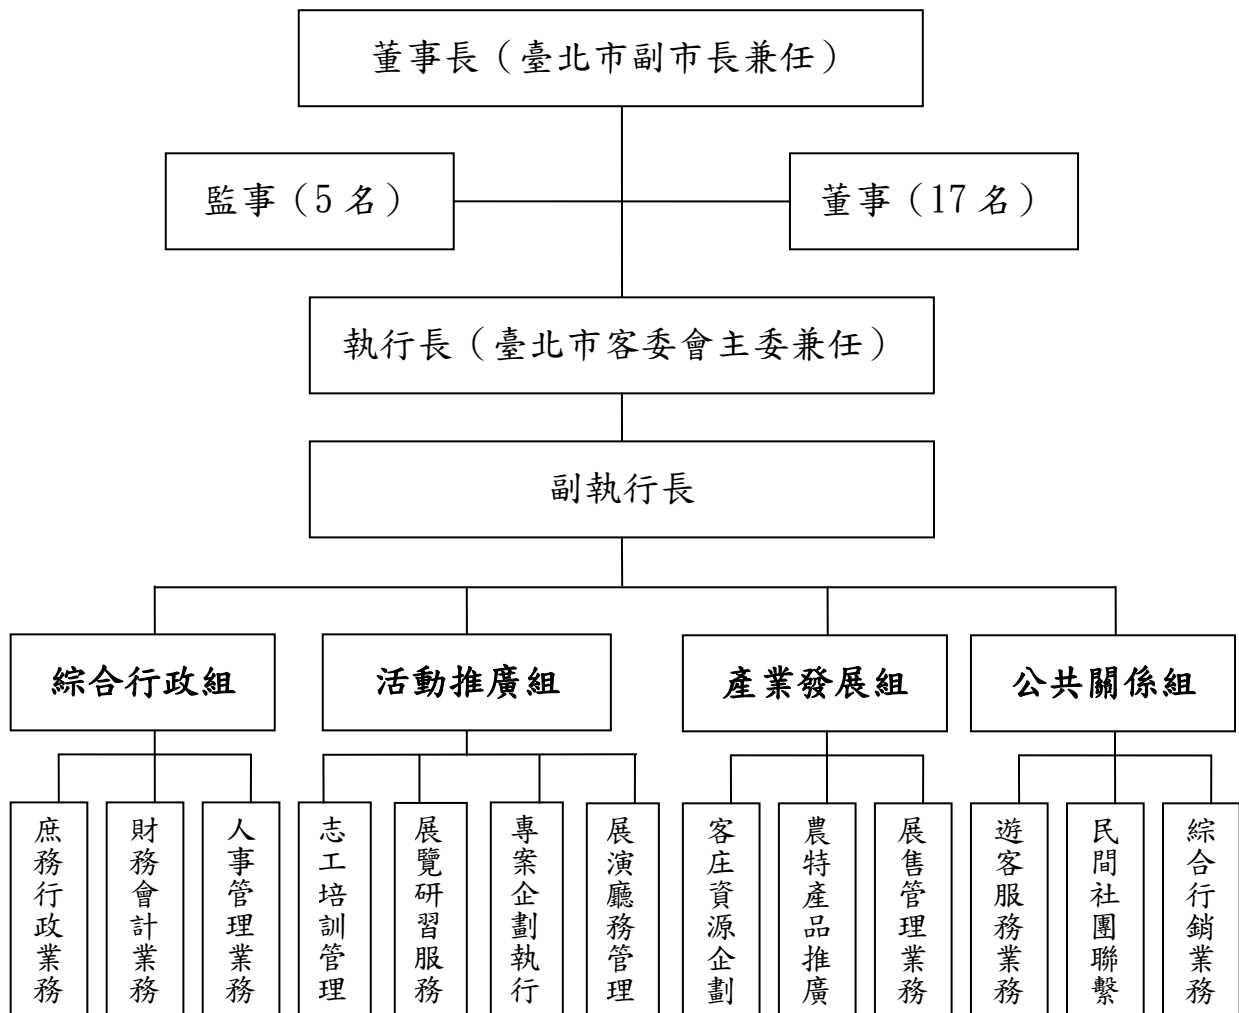 董事長（臺北市副市長兼任）
監事（5 名）
董事（17 名）
執行長（臺北市客委會主委兼任）
副執行長
綜合行政組
活動推廣組
產業發展組
公共關係組
庶務行政業務
財務會計業務
人事管理業務
志工培訓管理
展覽研習服務
專案企劃執行
展演廳務管理
客庄資源企劃
農特產品推廣
展售管理業務
遊客服務業務
民間社團聯繫
綜合行銷業務